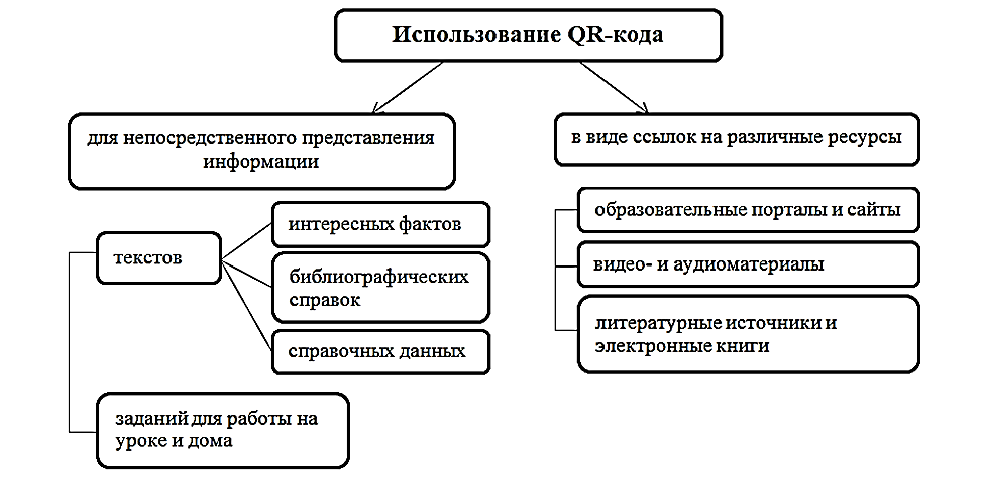 Использование QR-кода
для непосредственного представления
информации
текстов
интересных фактов
библиографических
справок
справочных данных
заданий для работы на
уроке и дома
в виде ссылок на различные ресурсы
образовательные порталы и сайты
видео- и аудиоматериалы
литературные источники и
электронные книги